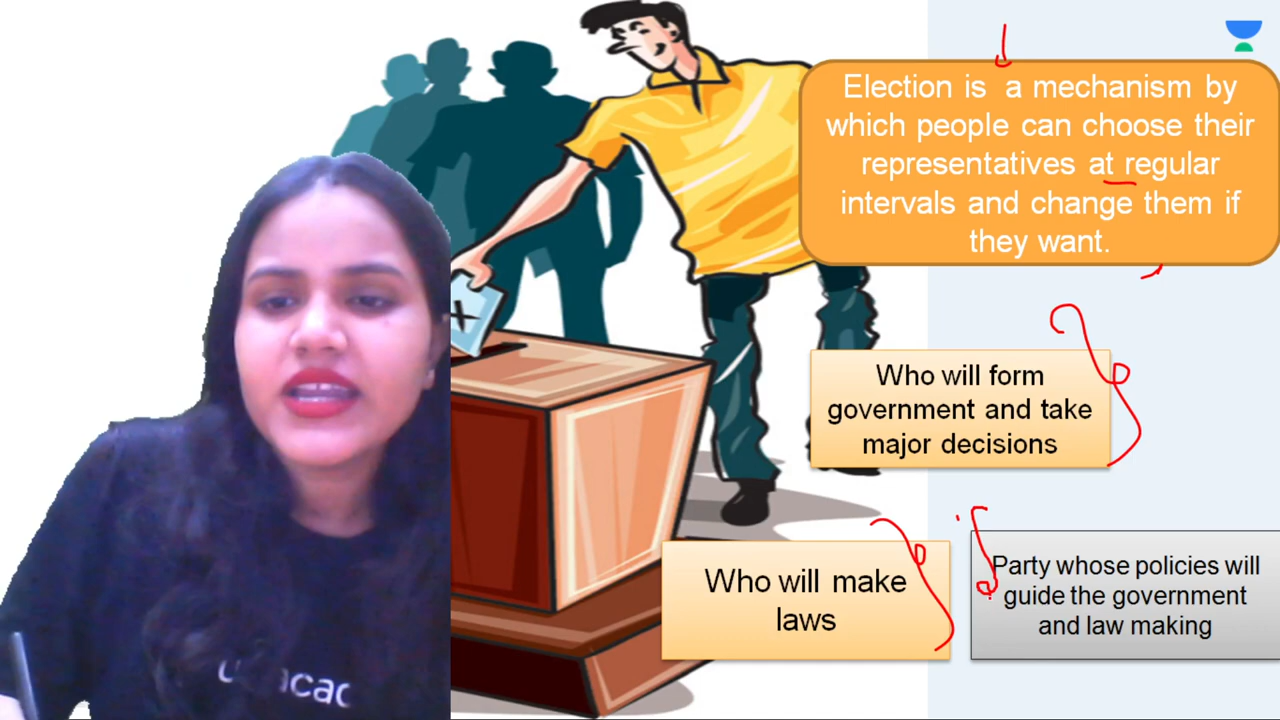 Election is a mechanism by
which people can choose their
representatives at regular
intervals and change them if
they want.
Who will form
government and take
major decisions
Who will make
laws
Party whose policies will
guide the government
and law making